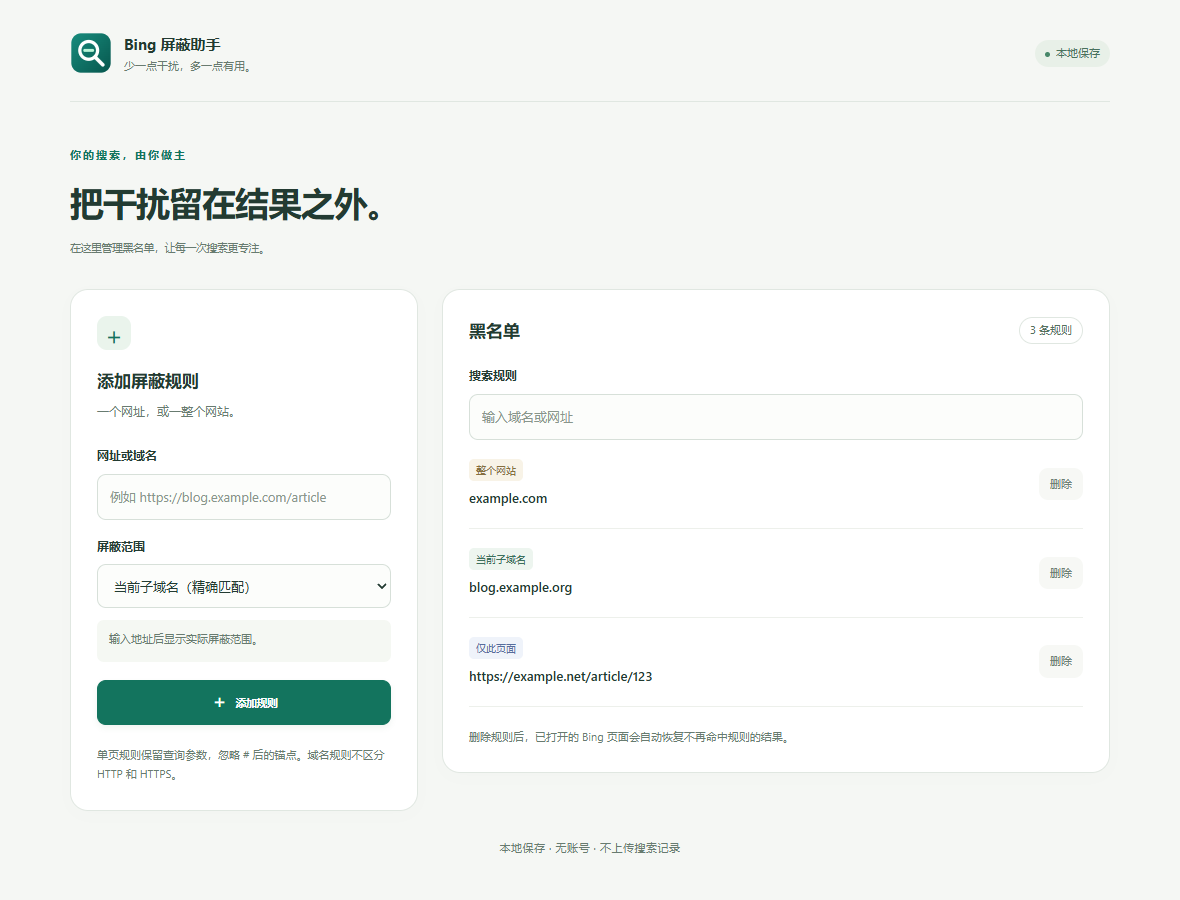 Bing 屏蔽助手
少一点干扰，多一点有用。
本地保存
你的搜索，由你做主
把干扰留在结果之外。
在这里管理黑名单，让每一次搜索更专注。
+
添加屏蔽规则
一个网址，或一整个网站。
网址或域名
例如 https://blog.example.com/article
屏蔽范围
当前子域名（精确匹配）
输入地址后显示实际屏蔽范围。
+ 添加规则
单页规则保留查询参数，忽略 # 后的锚点。域名规则不区分
HTTP 和 HTTPS。
黑名单
3 条规则
搜索规则
输入域名或网址
整个网站
example.com
删除
当前子域名
blog.example.org
删除
仅此页面
https://example.net/article/123
删除
删除规则后，已打开的 Bing 页面会自动恢复不再命中规则的结果。
本地保存 · 无账号 · 不上传搜索记录